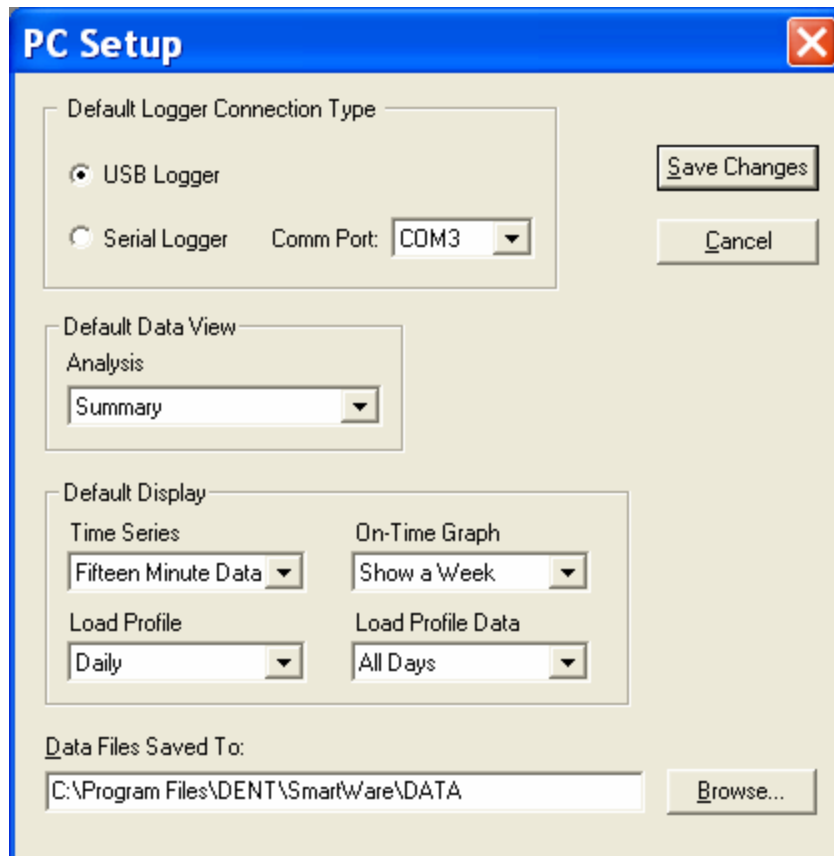 PC Setup
Default Logger Connection Type
USB Logger
Serial Logger
Comm Port:
COM3
Save Changes
Cancel
Default Data View
Analysis
Summary
Default Display
Time Series
On-Time Graph
Fifteen Minute Data
Show a Week
Load Profile
Load Profile Data
Daily
All Days
Data Files Saved To:
C:\Program Files\DENT\SmartWare\DATA
Browse...